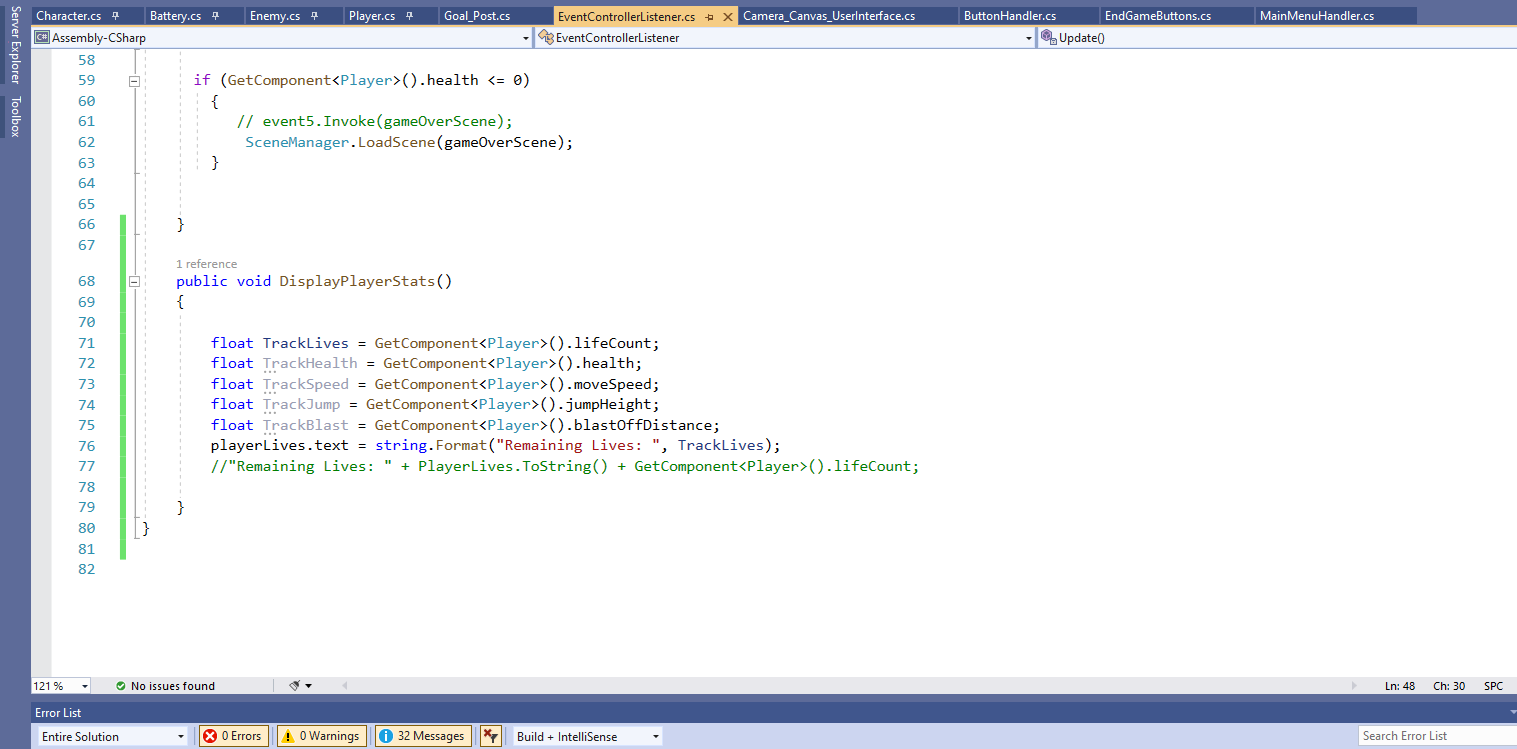 Server Explorer
Toolbox
Character.cs Battery.cs Enemy.cs Player.cs Goal_Post.cs EventControllerListener.cs Camera_Canvas_UserInterface.cs ButtonHandler.cs EndGameButtons.cs MainMenuHandler.cs
C# Assembly-CSharp EventControllerListener Update()
58
59 if (GetComponent<Player>().health <= 0)
60 {
61 // event5.Invoke(gameOverScene);
62 SceneManager.LoadScene(gameOverScene);
63 }
64
65
66 }
67
1 reference
68 public void DisplayPlayerStats()
69 {
70
71 float TrackLives = GetComponent<Player>().lifeCount;
72 float TrackHealth = GetComponent<Player>().health;
73 float TrackSpeed = GetComponent<Player>().moveSpeed;
74 float TrackJump = GetComponent<Player>().jumpHeight;
75 float TrackBlast = GetComponent<Player>().blastOffDistance;
76 playerLives.text = string.Format("Remaining Lives: ", TrackLives);
77 //"Remaining Lives: " + PlayerLives.ToString() + GetComponent<Player>().lifeCount;
78
79 }
80 }
81
82
121 % No issues found Ln: 48 Ch: 30 SPC
Error List
Entire Solution 0 Errors 0 Warnings 32 Messages Build + IntelliSense Search Error List